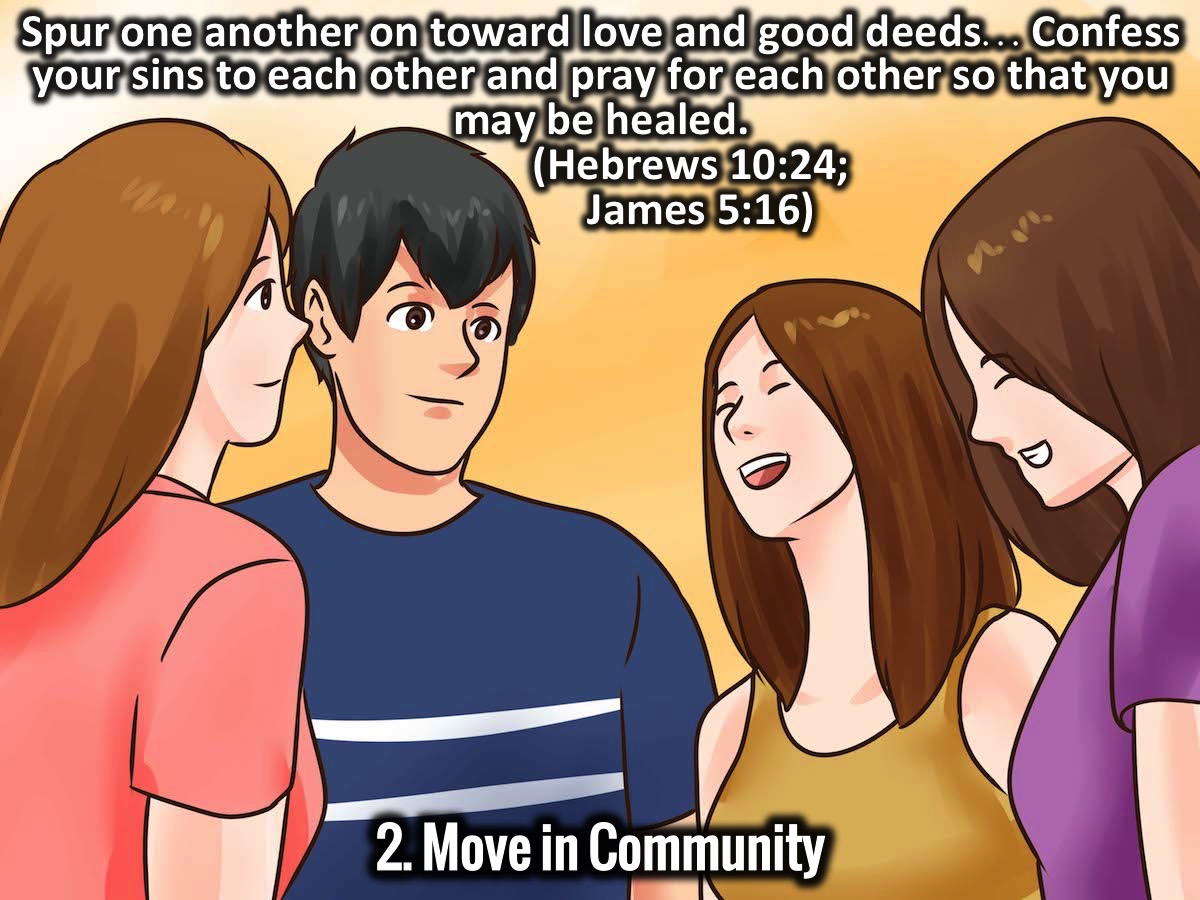 Spur one another on toward love and good deeds… Confess
your sins to each other and pray for each other so that you
may be healed.
(Hebrews 10:24;
James 5:16)
2. Move in Community